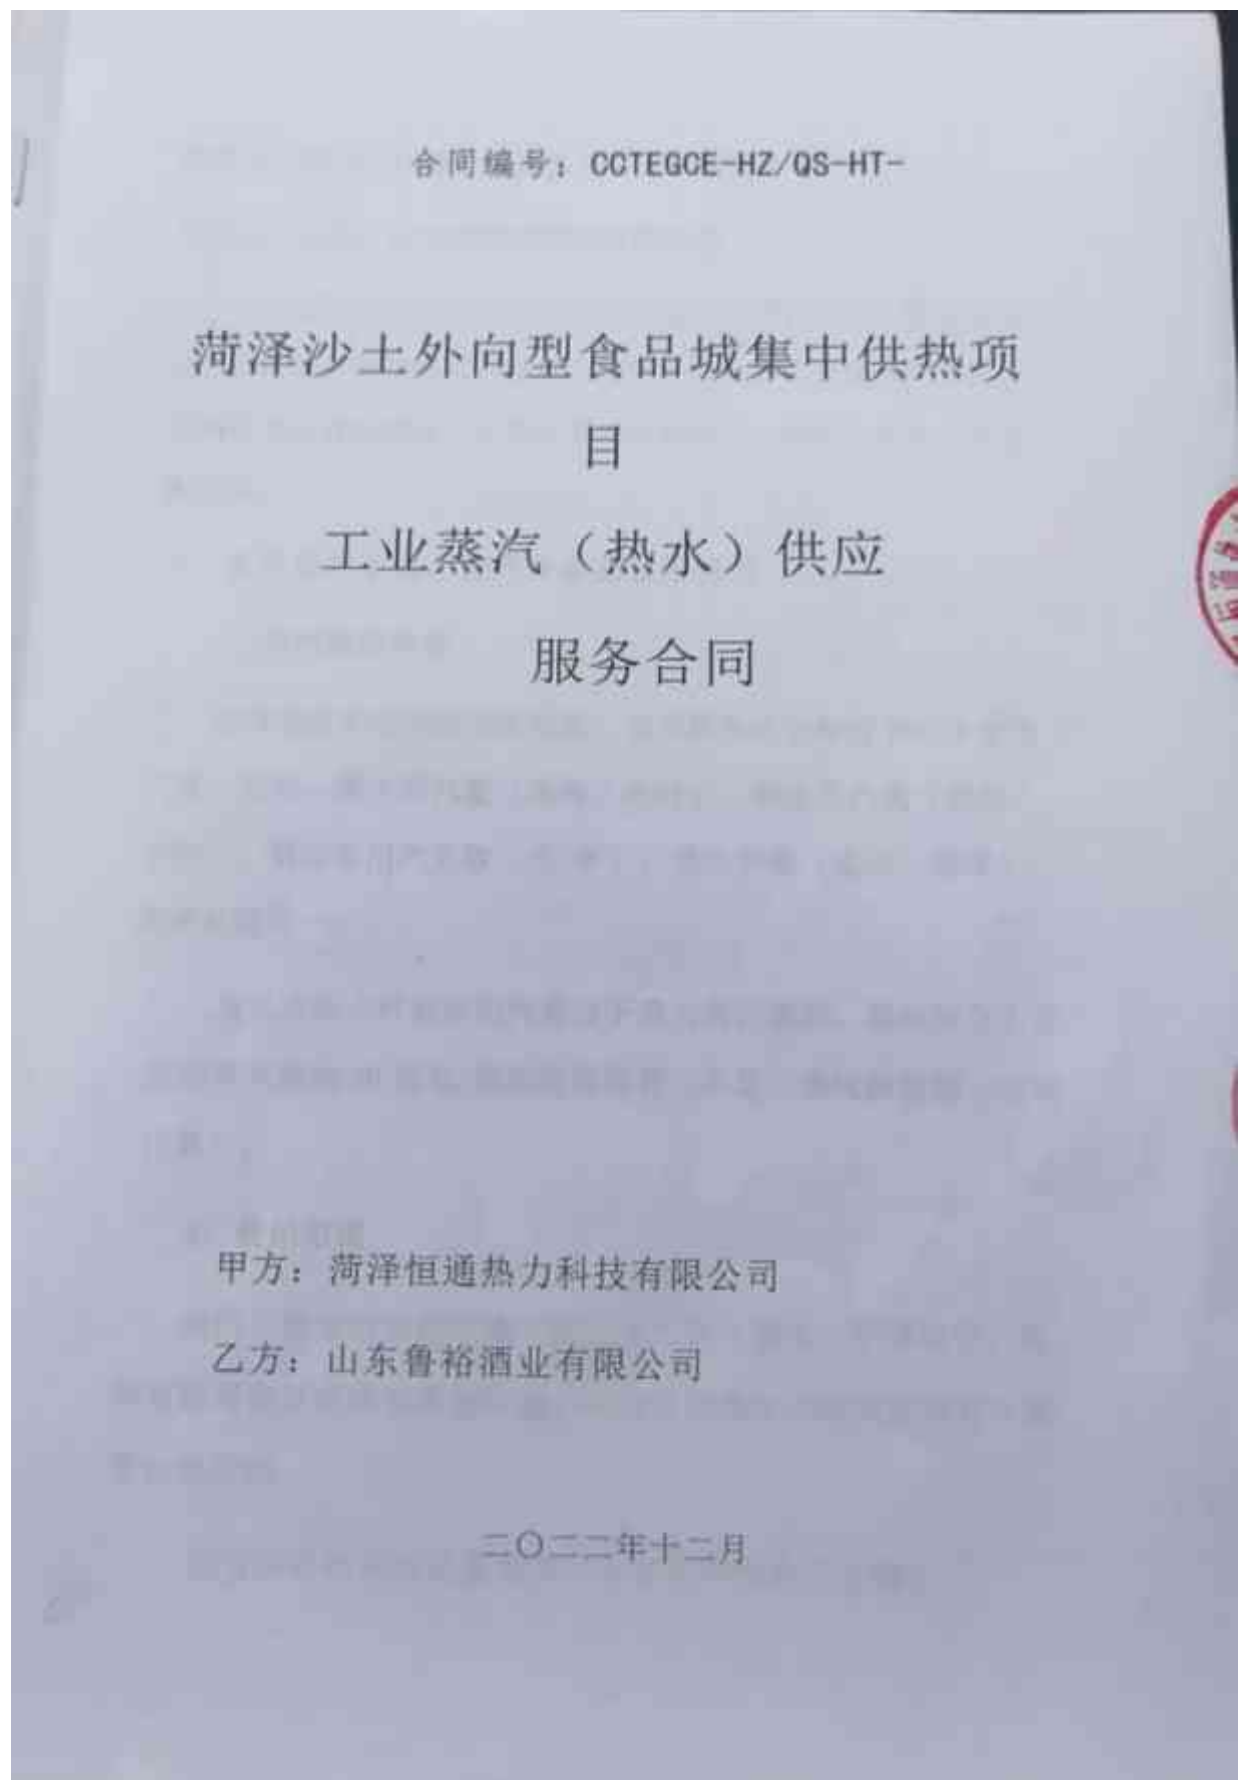 合同编号：CCTEGCE-HZ/QS-HT-
菏泽沙土外向型食品城集中供热项
目
工业蒸汽（热水）供应
服务合同
甲方：菏泽恒通热力科技有限公司
乙方：山东鲁裕酒业有限公司
二〇二二年十二月